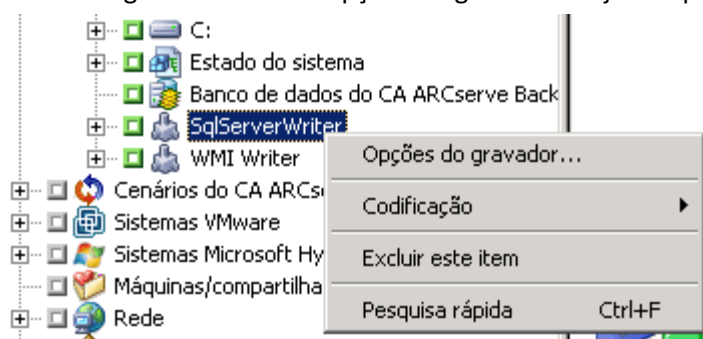 C:
Estado do sistema
Banco de dados do CA ARCserve Back
SqlServerWriter
WMI Writer
Opções do gravador...
Cenários do CA ARCs
Codificação
Sistemas VMware
Sistemas Microsoft Hy
Excluir este item
Máquinas/compartilha
Pesquisa rápida Ctrl+F
Rede